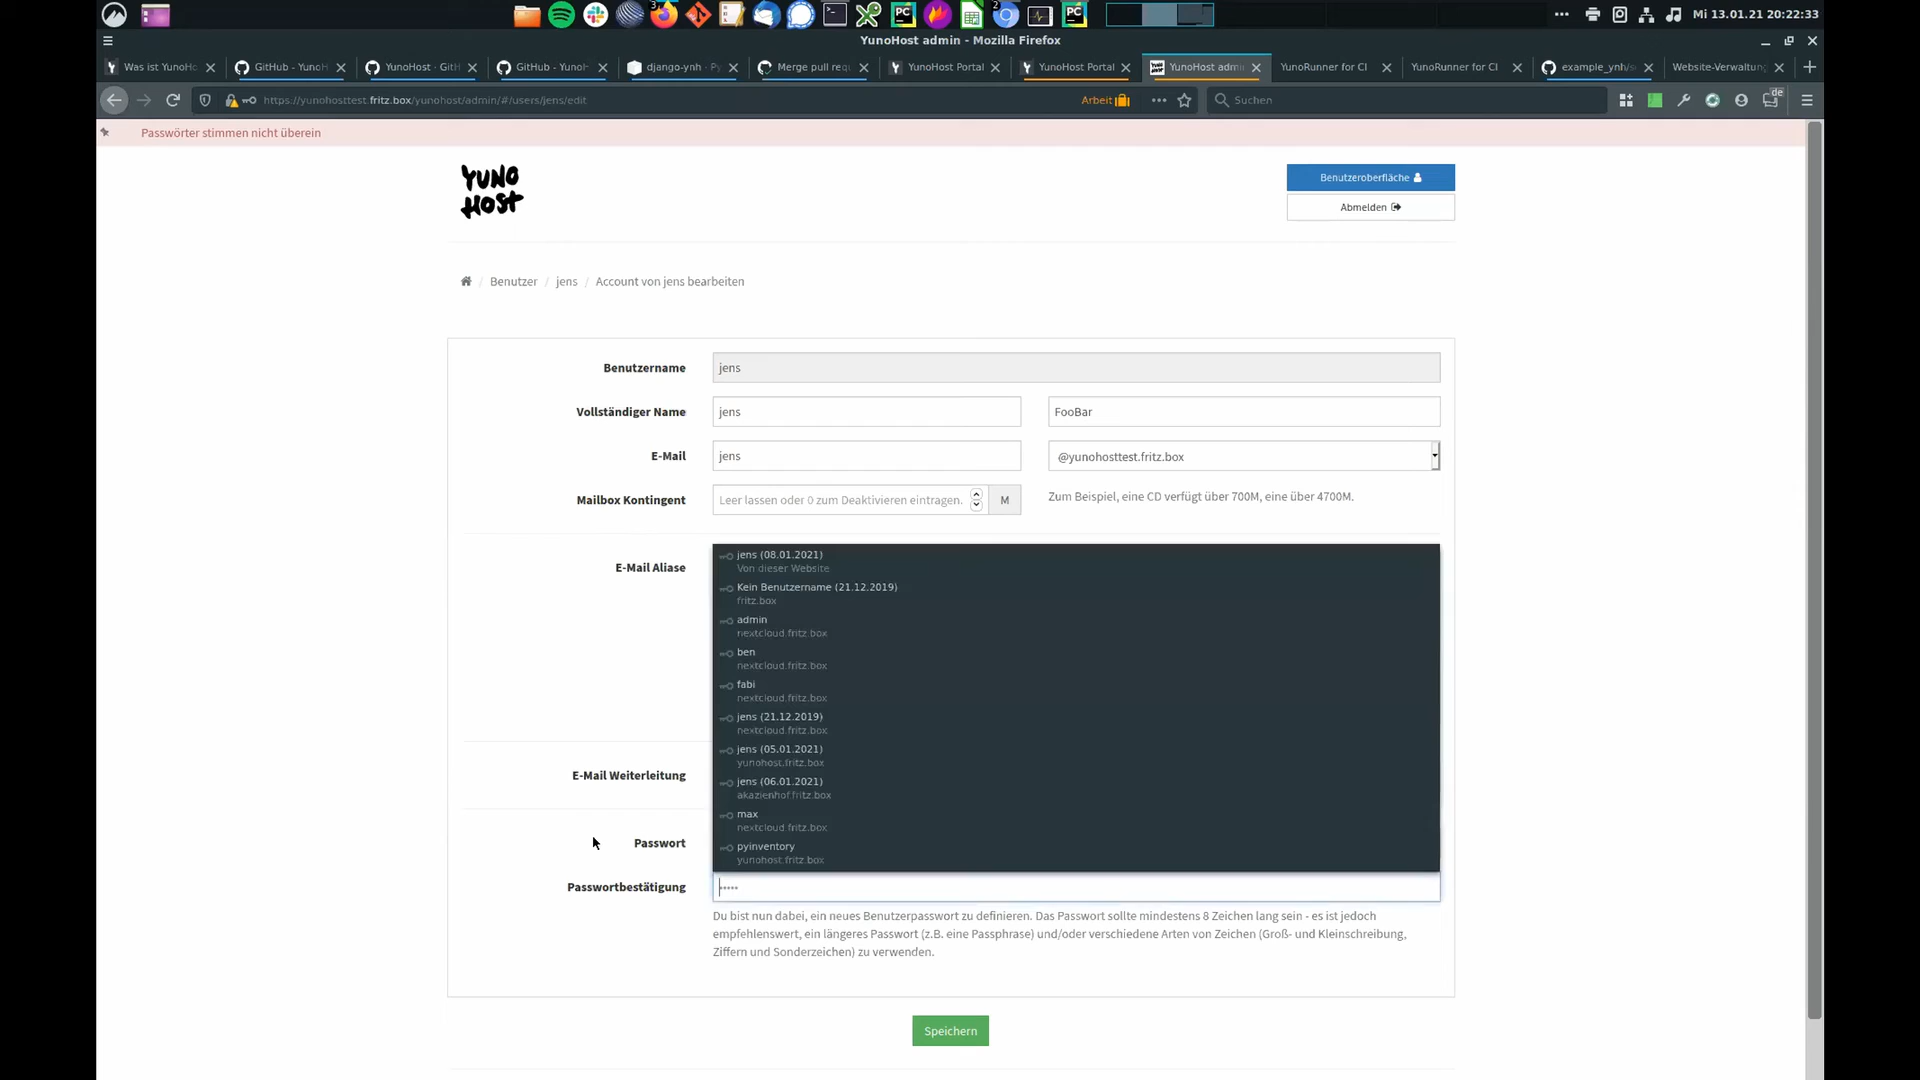 3
2
Mi 13.01.21 20:22:33
YunoHost admin - Mozilla Firefox
Was ist YunoHo
GitHub - YunoH
YunoHost · GitH
GitHub - YunoH
django-ynh · Py
Merge pull requ
YunoHost Portal
YunoHost Portal
YunoHost admi
YunoRunner for CI
YunoRunner for CI
example_ynh/s
Website-Verwaltung
https://yunohosttest.fritz.box/yunohost/admin/#/users/jens/edit
Arbeit
Suchen
de
Passwörter stimmen nicht überein
YUNO
HOST
Benutzeroberfläche
Abmelden
/ Benutzer / jens / Account von jens bearbeiten
Benutzername
jens
Vollständiger Name
jens
FooBar
E-Mail
jens
@yunohosttest.fritz.box
Mailbox Kontingent
Leer lassen oder 0 zum Deaktivieren eintragen.
M
Zum Beispiel, eine CD verfügt über 700M, eine über 4700M.
E-Mail Aliase
jens (08.01.2021)
Von dieser Website
Kein Benutzername (21.12.2019)
fritz.box
admin
nextcloud.fritz.box
ben
nextcloud.fritz.box
fabi
nextcloud.fritz.box
jens (21.12.2019)
nextcloud.fritz.box
jens (05.01.2021)
yunohost.fritz.box
jens (06.01.2021)
akazienhof.fritz.box
max
nextcloud.fritz.box
pyinventory
yunohost.fritz.box
E-Mail Weiterleitung
Passwort
Passwortbestätigung
•••••
Du bist nun dabei, ein neues Benutzerpasswort zu definieren. Das Passwort sollte mindestens 8 Zeichen lang sein - es ist jedoch
empfehlenswert, ein längeres Passwort (z.B. eine Passphrase) und/oder verschiedene Arten von Zeichen (Groß- und Kleinschreibung,
Ziffern und Sonderzeichen) zu verwenden.
Speichern